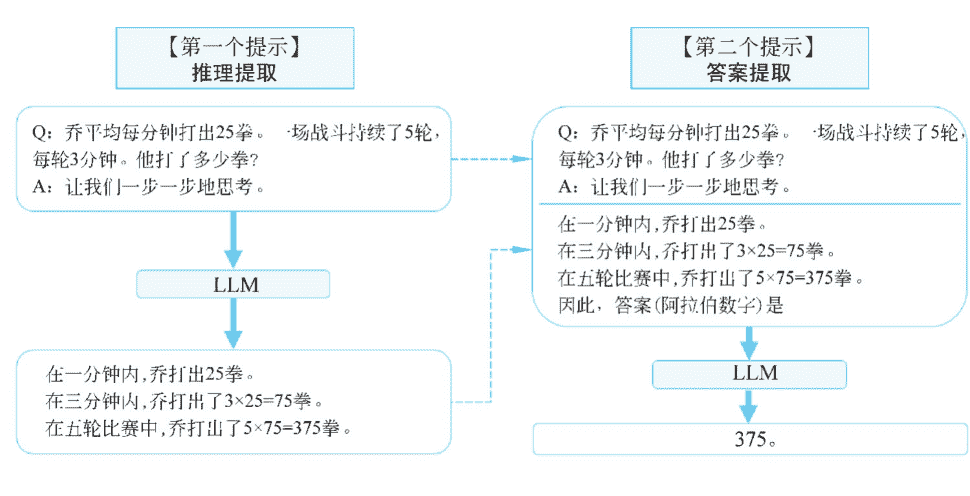 【第一个提示】
推理提取
Q：乔平均每分钟打出25拳。一场战斗持续了5轮，
每轮3分钟。他打了多少拳？
A：让我们一步一步地思考。
LLM
在一分钟内，乔打出25拳。
在三分钟内，乔打出了3×25=75拳。
在五轮比赛中，乔打出了5×75=375拳。
【第二个提示】
答案提取
Q：乔平均每分钟打出25拳。一场战斗持续了5轮，
每轮3分钟。他打了多少拳？
A：让我们一步一步地思考。
在一分钟内，乔打出25拳。
在三分钟内，乔打出了3×25=75拳。
在五轮比赛中，乔打出了5×75=375拳。
因此，答案（阿拉伯数字）是
LLM
375。